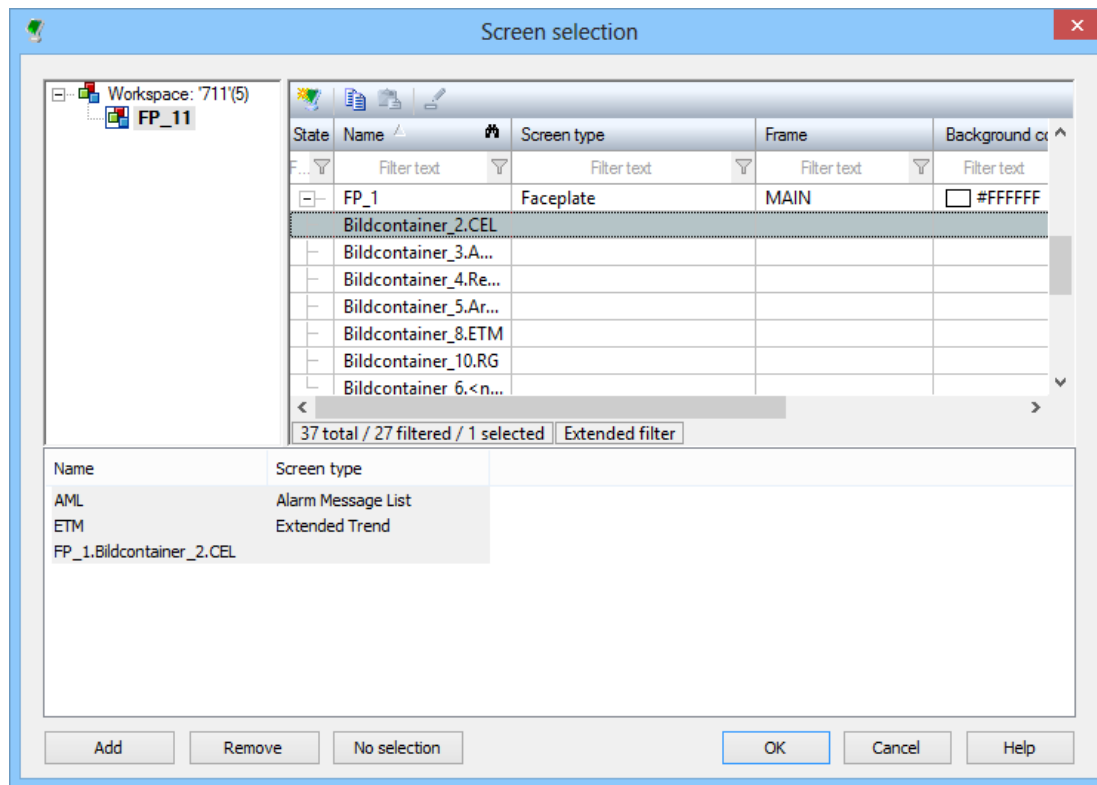 Screen selection
Workspace: '711'(5)
FP_11
State Name Screen type Frame Background co
F... Filter text Filter text Filter text Filter text
FP_1 Faceplate MAIN #FFFFFF
Bildcontainer_2.CEL
Bildcontainer_3.A...
Bildcontainer_4.Re...
Bildcontainer_5.Ar...
Bildcontainer_8.ETM
Bildcontainer_10.RG
Bildcontainer_6.<n...
37 total / 27 filtered / 1 selected Extended filter
Name Screen type
AML Alarm Message List
ETM Extended Trend
FP_1.Bildcontainer_2.CEL
Add Remove No selection OK Cancel Help